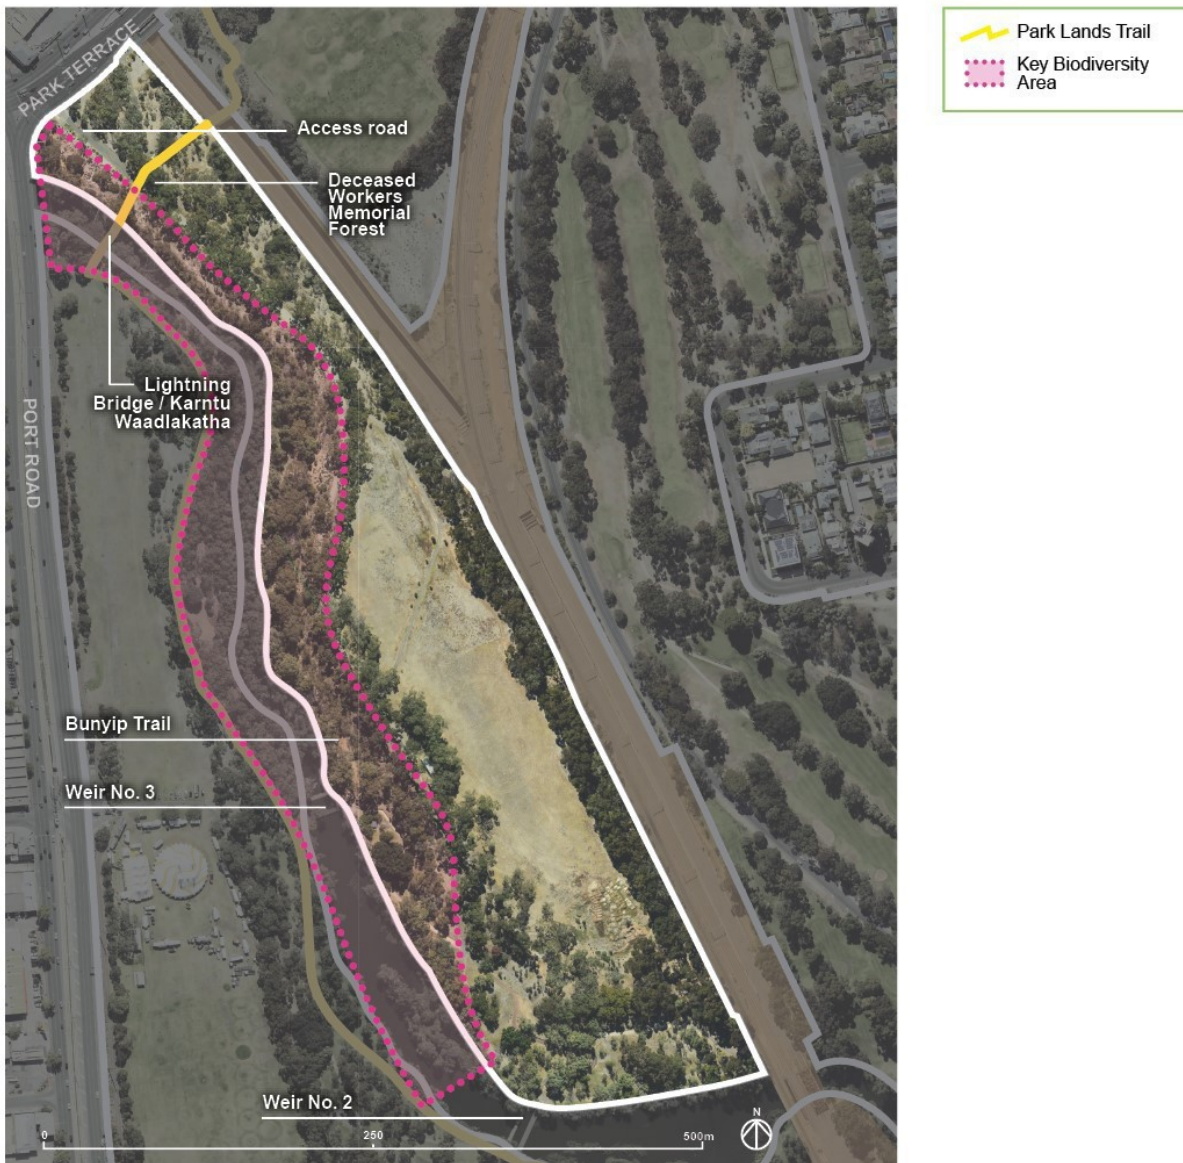 Park Lands Trail
Key Biodiversity
Area
PARK TERRACE
Access road
Deceased
Workers
Memorial
Forest
Lightning
Bridge / Karntu
Waadlakatha
PORT ROAD
Bunyip Trail
Weir No. 3
Weir No. 2
N
0
250
500m